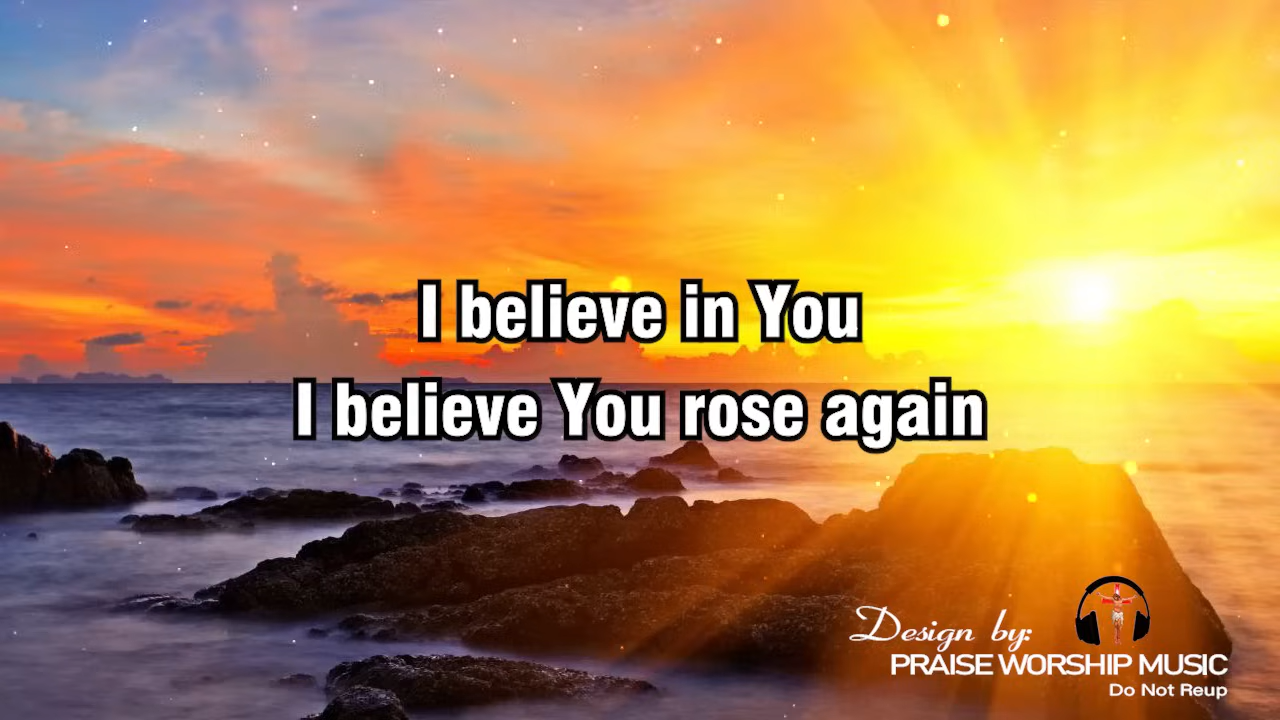 I believe in You
I believe You rose again
Design by:
PRAISE WORSHIP MUSIC
Do Not Reup